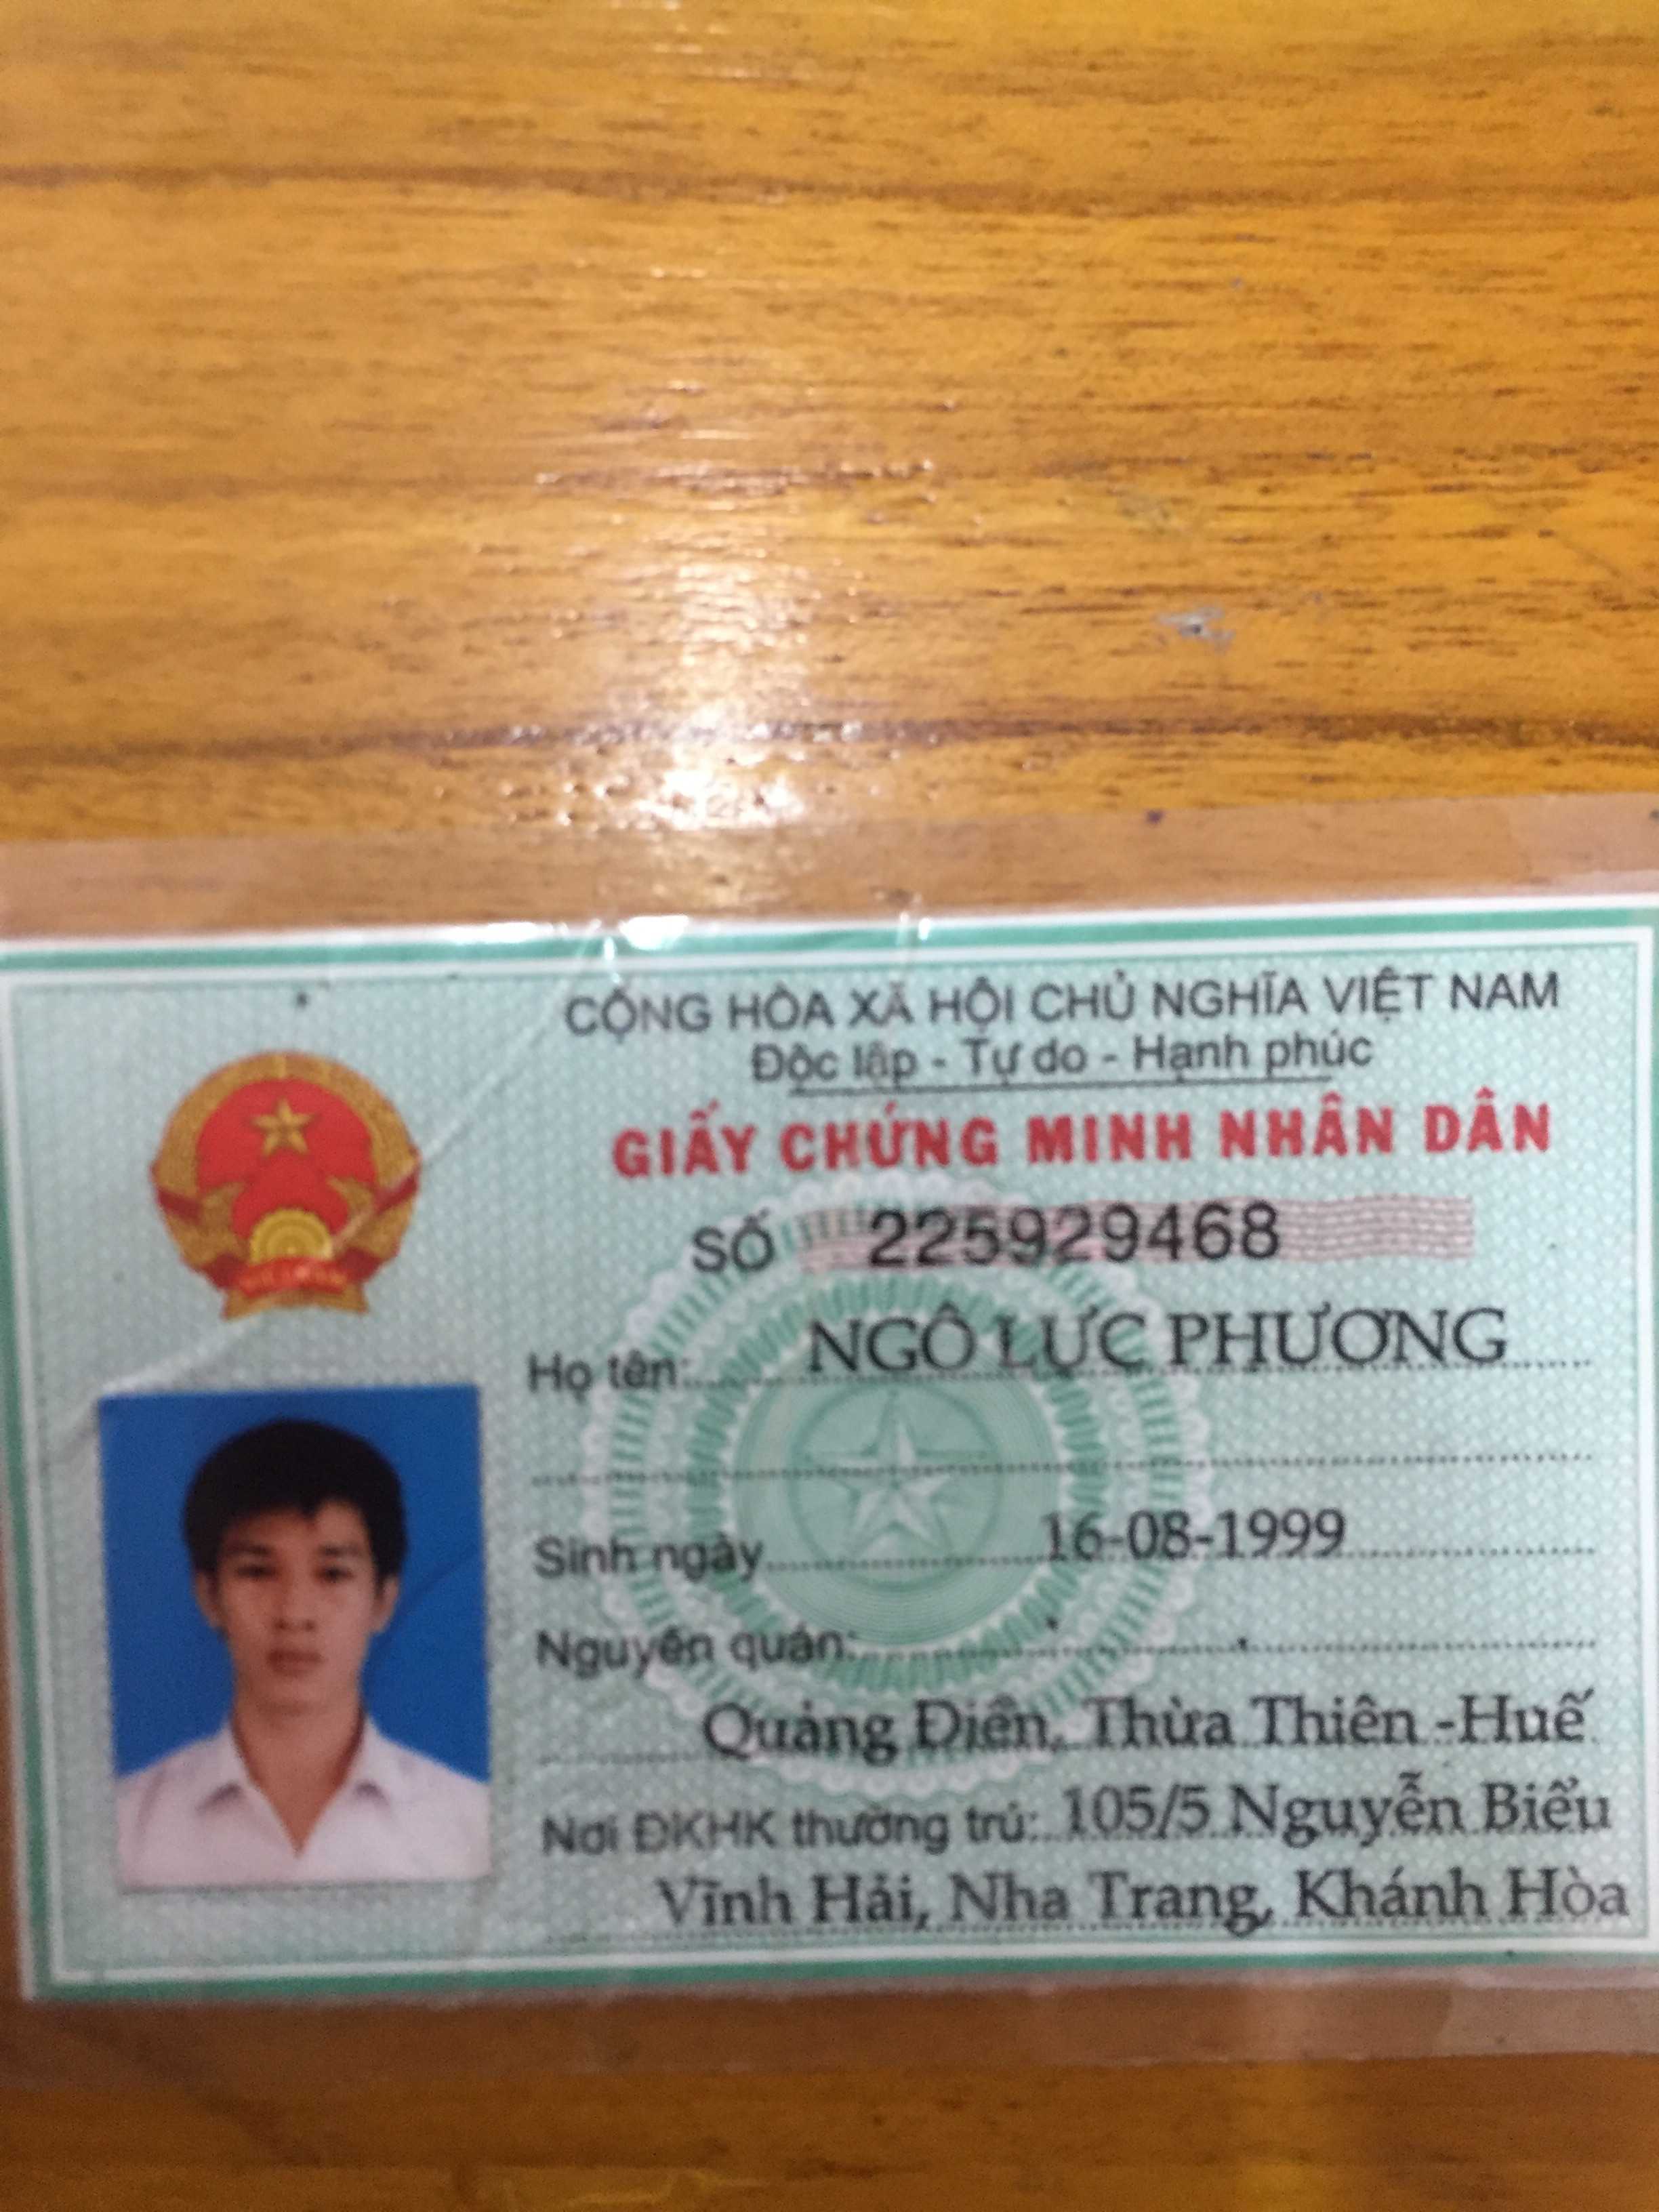 CỘNG HÒA XÃ HỘI CHỦ NGHĨA VIỆT NAM
Độc lập - Tự do - Hạnh phúc
GIẤY CHỨNG MINH NHÂN DÂN
SỐ 225929468
Họ tên: NGÔ LỰC PHƯƠNG
Sinh ngày 16-08-1999
Nguyên quán:
Quảng Điền, Thừa Thiên -Huế
Nơi ĐKHK thường trú: 105/5 Nguyễn Biểu
Vĩnh Hải, Nha Trang, Khánh Hòa